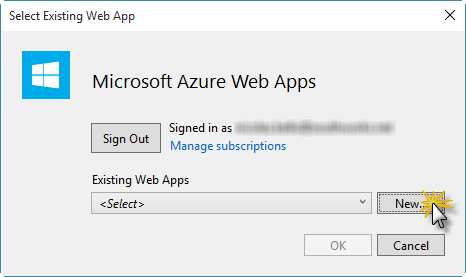 Select Existing Web App
Microsoft Azure Web Apps
Sign Out
Signed in as
Manage subscriptions
Existing Web Apps
<Select>
New...
OK
Cancel